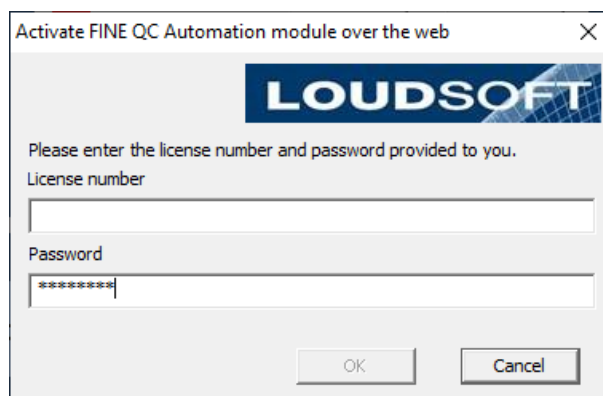 Activate FINE QC Automation module over the web
LOUDSOFT
Please enter the license number and password provided to you.
License number
Password
********
OK
Cancel